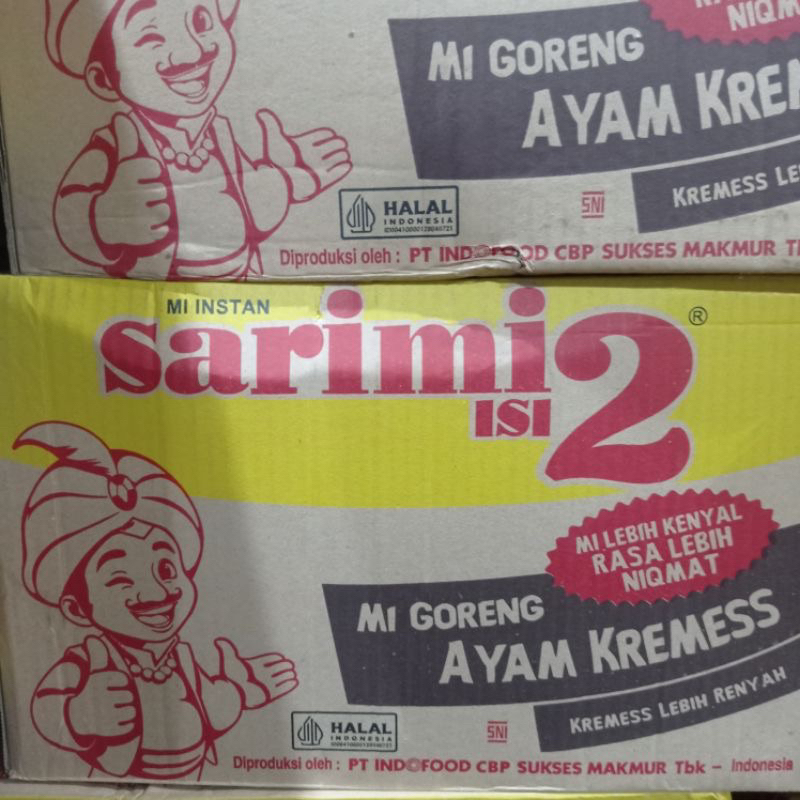 NIQM
MI GORENG
AYAM KREM
KREMESS LE
HALAL
INDONESIA
SNI
Diproduksi oleh : PT INDOFOOD CBP SUKSES MAKMUR T
MI INSTAN
sarimi
ISI 2
®
MI LEBIH KENYAL
RASA LEBIH
NIQMAT
MI GORENG
AYAM KREMESS
KREMESS LEBIH RENYAH
HALAL
INDONESIA
SNI
Diproduksi oleh : PT INDOFOOD CBP SUKSES MAKMUR Tbk – Indonesia